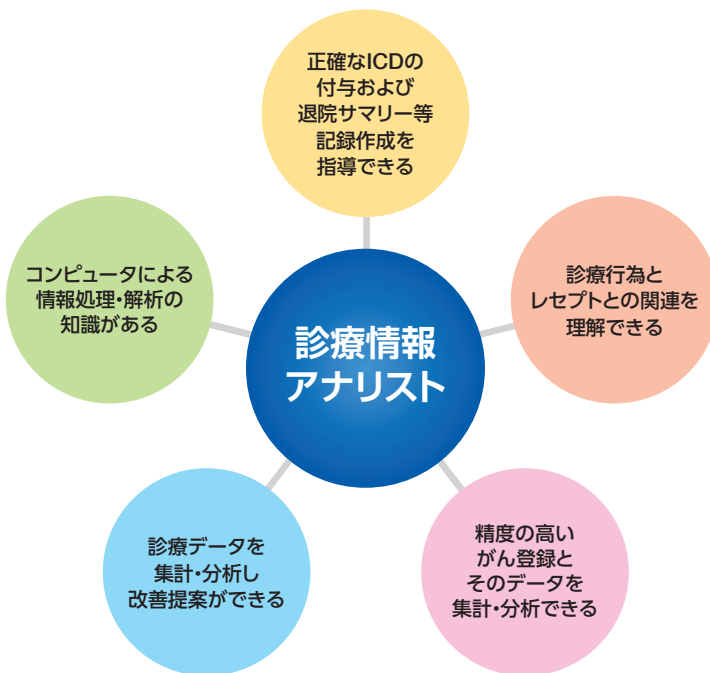 正確なICDの
付与および
退院サマリー等
記録作成を
指導できる
コンピュータによる
情報処理・解析の
知識がある
診療行為と
レセプトとの関連を
理解できる
診療情報
アナリスト
診療データを
集計・分析し
改善提案ができる
精度の高い
がん登録と
そのデータを
集計・分析できる